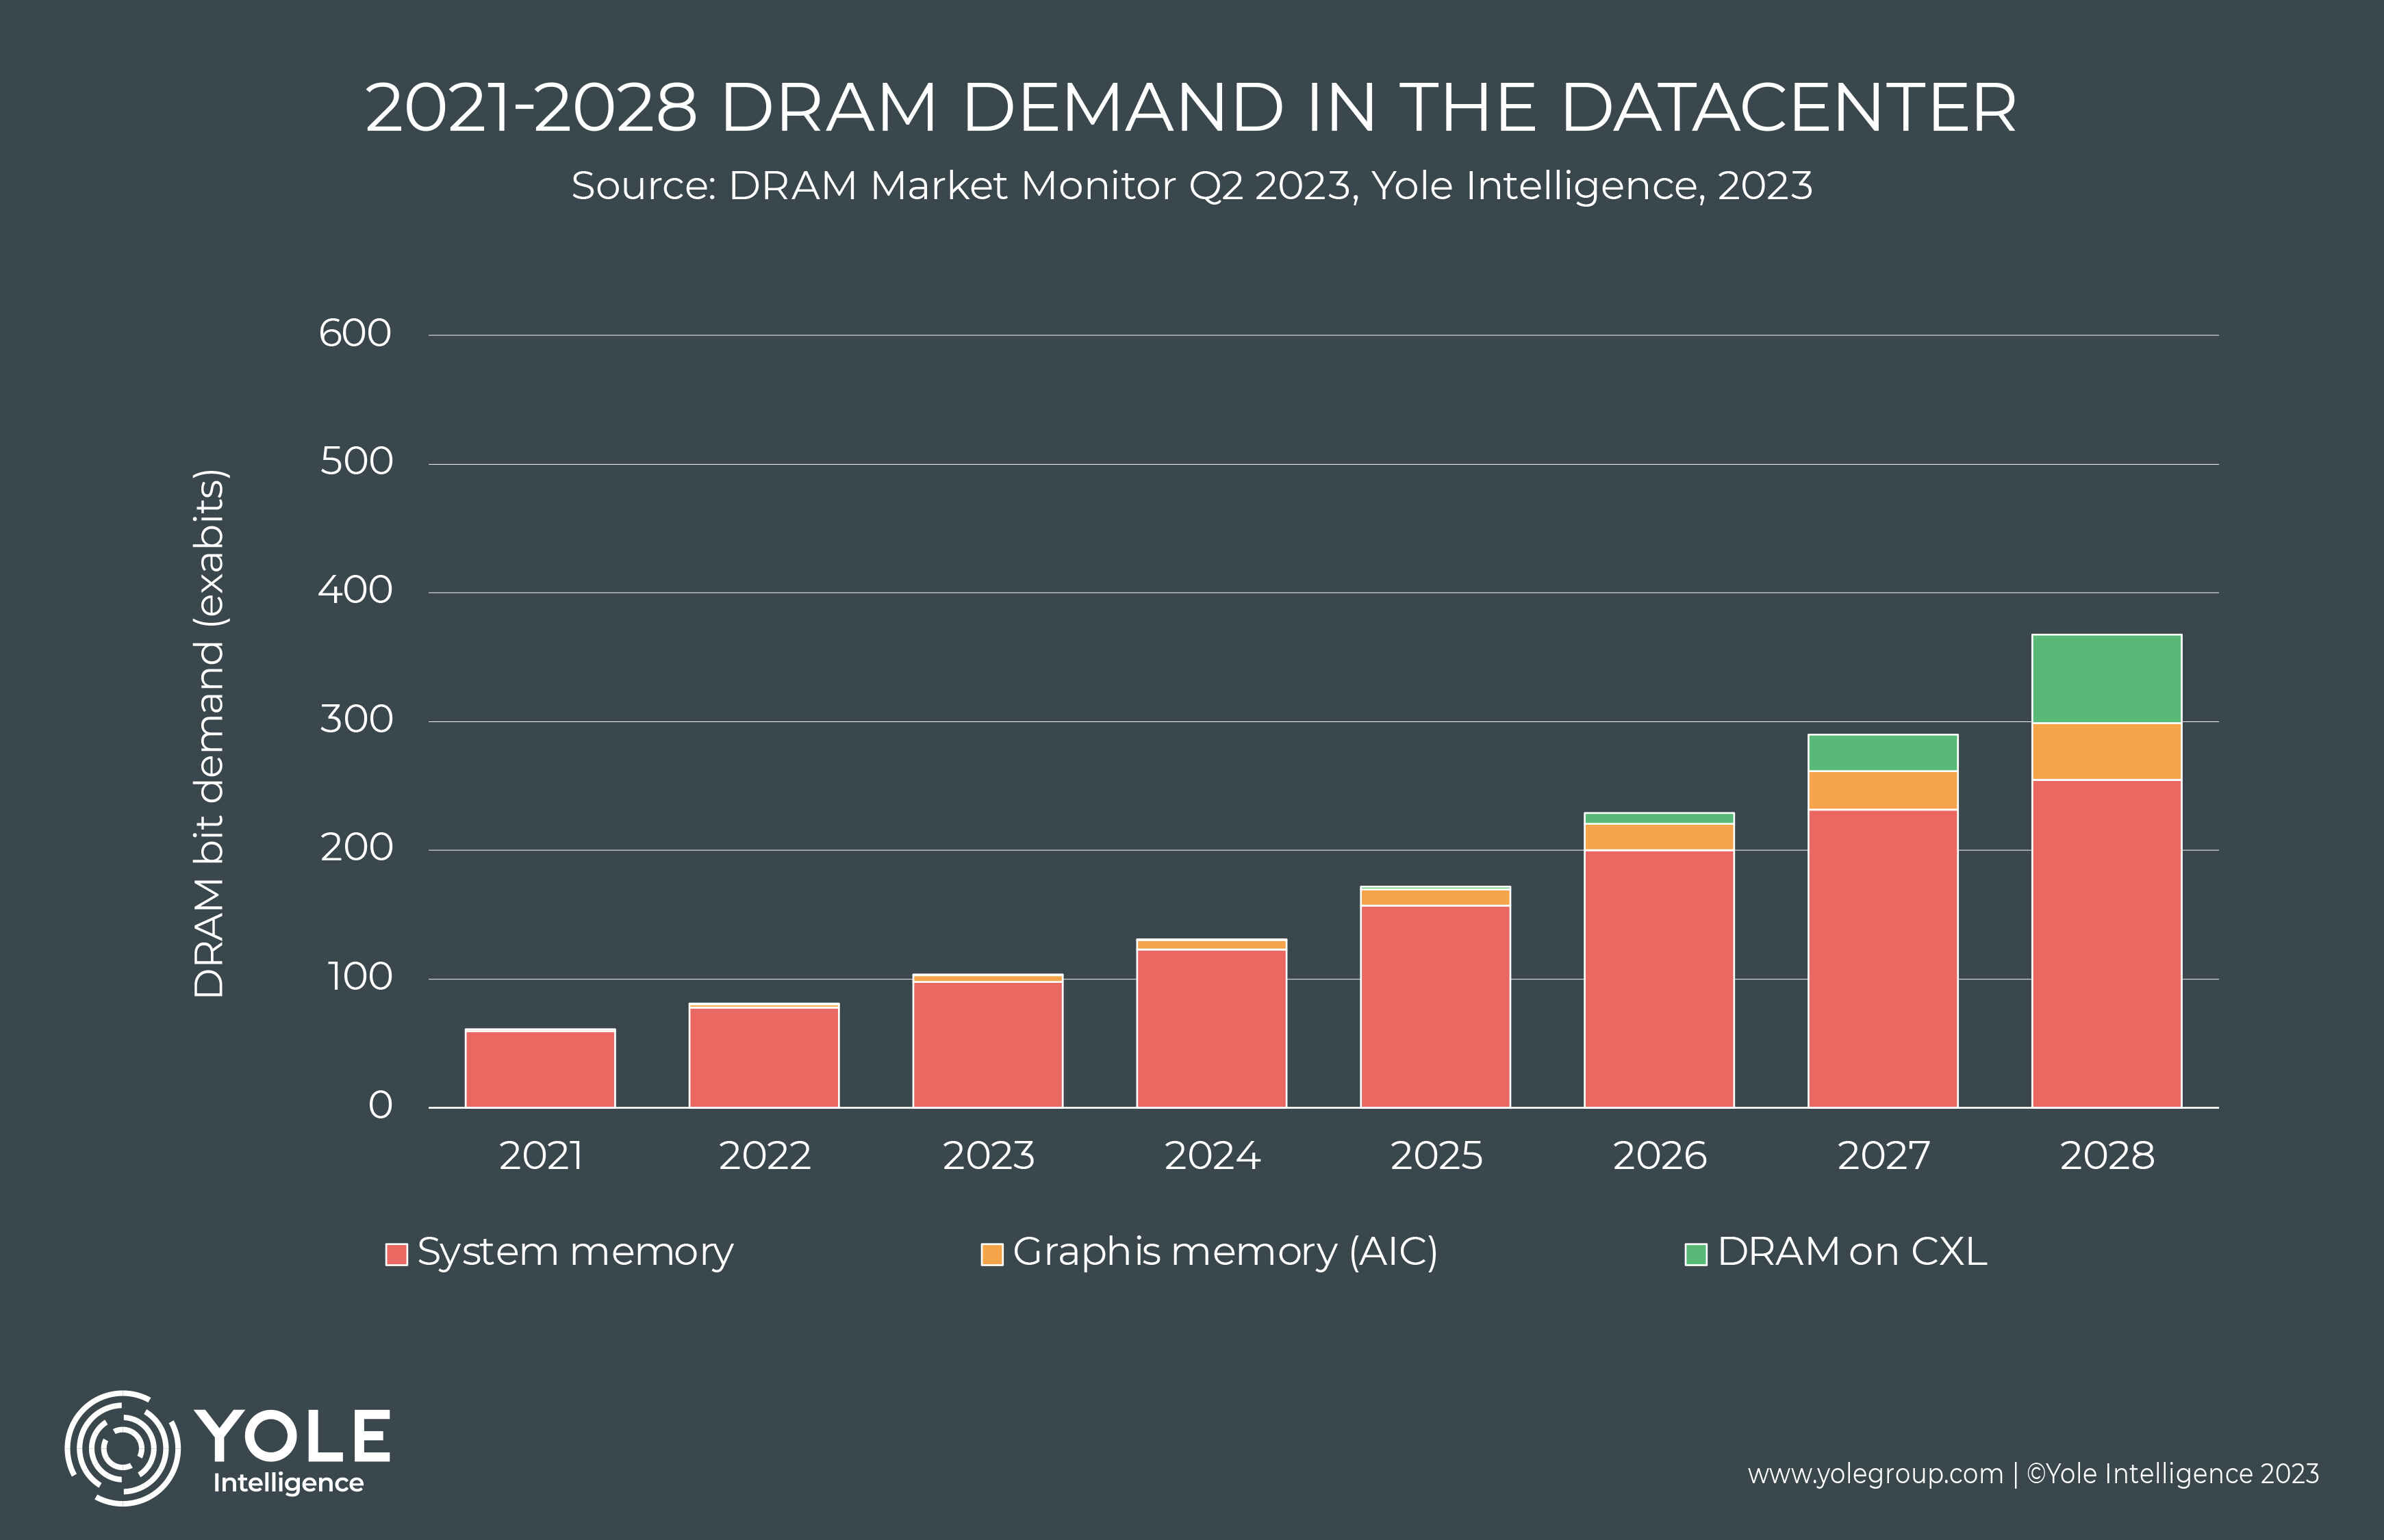 2021-2028 DRAM DEMAND IN THE DATACENTER
Source: DRAM Market Monitor Q2 2023, Yole Intelligence, 2023
DRAM bit demand (exabits)
600
500
400
300
200
100
0
2021 2022 2023 2024 2025 2026 2027 2028
System memory Graphis memory (AIC) DRAM on CXL
YOLE
Intelligence
www.yolegroup.com | ©Yole Intelligence 2023